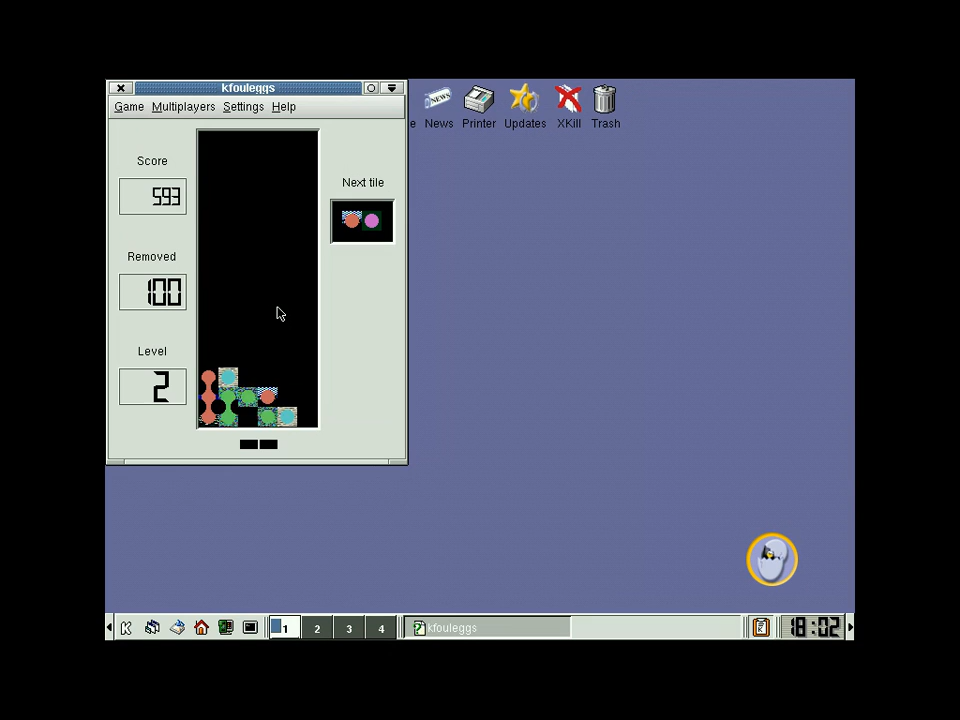 kfouleggs
Game Multiplayers Settings Help
e News Printer Updates XKill Trash
NEWS
Score
593
Next tile
Removed
100
Level
2
K 1 2 3 4 kfouleggs 18:02